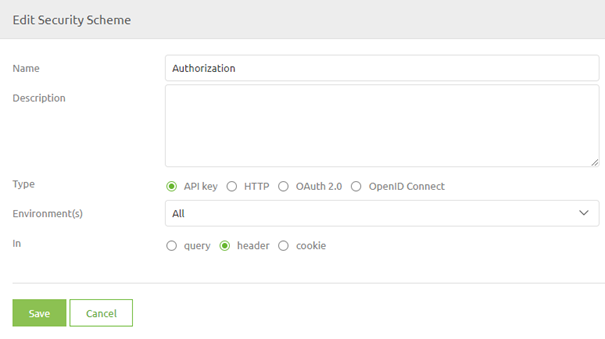 Edit Security Scheme
Name Authorization
Description
Type API key HTTP OAuth 2.0 OpenID Connect
Environment(s) All
In query header cookie
Save Cancel